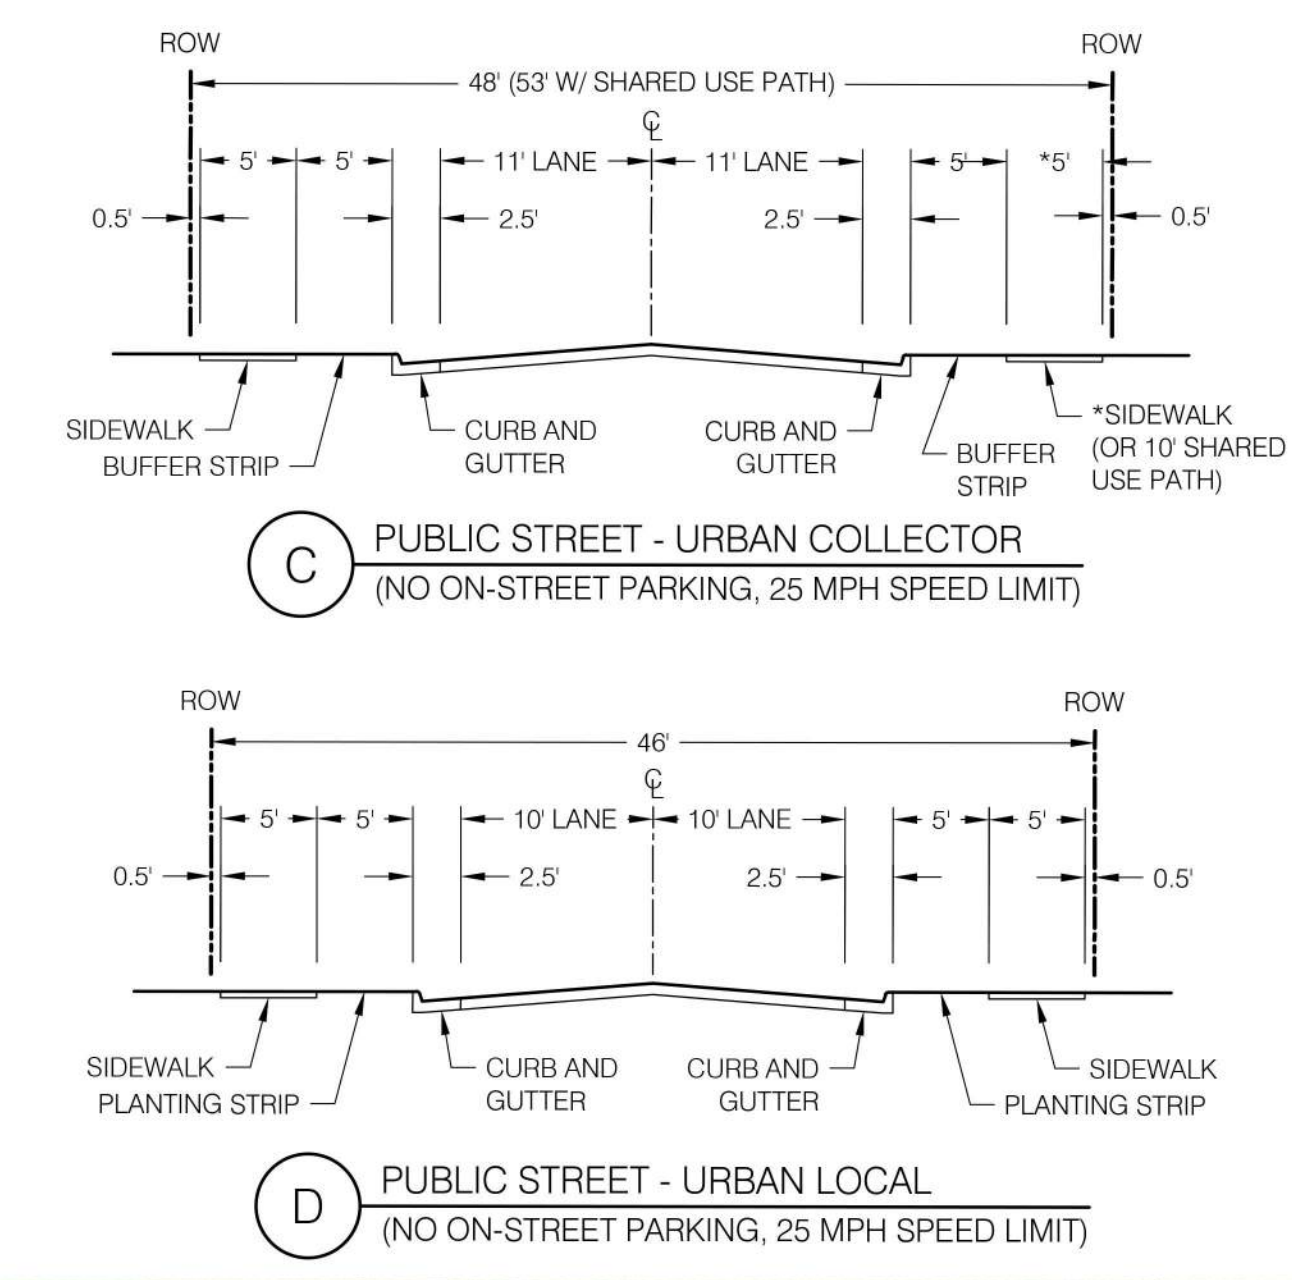 ROW ROW
48' (53' W/ SHARED USE PATH)
℄
5' 5' 11' LANE 11' LANE 5' *5'
0.5' 2.5' 2.5' 0.5'
SIDEWALK
BUFFER STRIP
CURB AND
GUTTER
CURB AND
GUTTER
BUFFER
STRIP
*SIDEWALK
(OR 10' SHARED
USE PATH)
C
PUBLIC STREET - URBAN COLLECTOR
(NO ON-STREET PARKING, 25 MPH SPEED LIMIT)
ROW ROW
46'
℄
5' 5' 10' LANE 10' LANE 5' 5'
0.5' 2.5' 2.5' 0.5'
SIDEWALK
PLANTING STRIP
CURB AND
GUTTER
CURB AND
GUTTER
SIDEWALK
PLANTING STRIP
D
PUBLIC STREET - URBAN LOCAL
(NO ON-STREET PARKING, 25 MPH SPEED LIMIT)